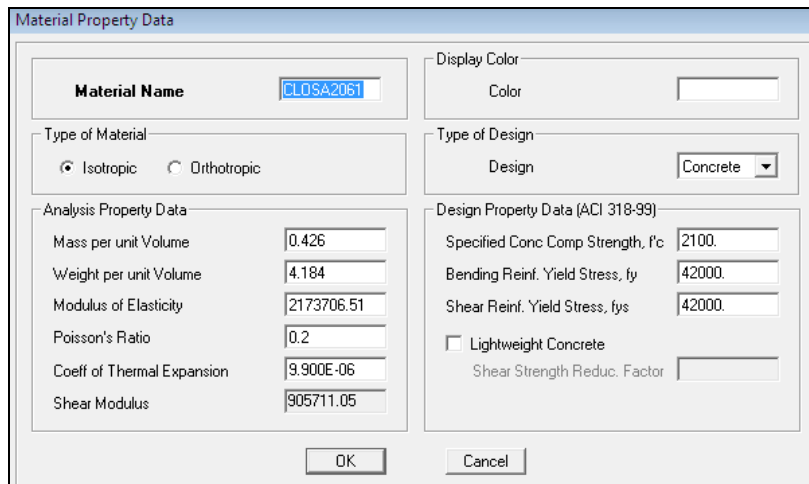 Material Property Data
Material Name CLOSA2061
Display Color
Color
Type of Material
Isotropic Orthotropic
Type of Design
Design Concrete
Analysis Property Data
Mass per unit Volume 0.426
Weight per unit Volume 4.184
Modulus of Elasticity 2173706.51
Poisson's Ratio 0.2
Coeff of Thermal Expansion 9.900E-06
Shear Modulus 905711.05
Design Property Data (ACI 318-99)
Specified Conc Comp Strength, f'c 2100.
Bending Reinf. Yield Stress, fy 42000.
Shear Reinf. Yield Stress, fys 42000.
Lightweight Concrete
Shear Strength Reduc. Factor
OK Cancel